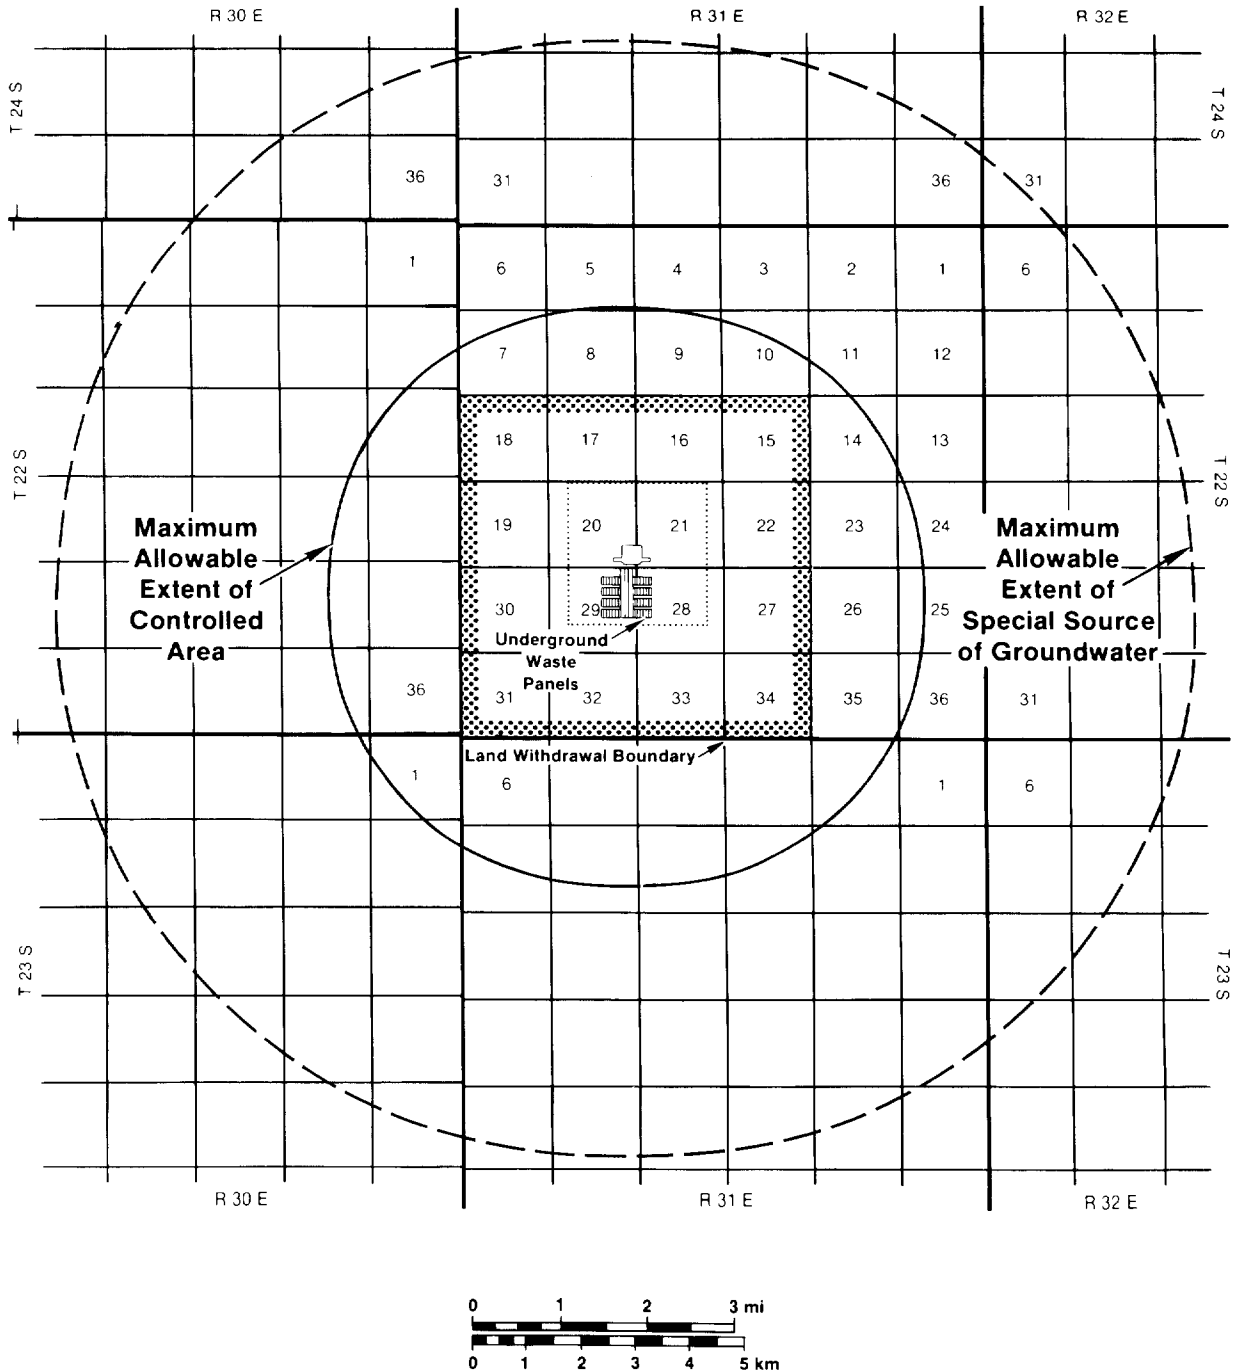 R 30 E R 31 E R 32 E
T 24 S T 24 S
36 31 36 31
1 6 5 4 3 2 1 6
7 8 9 10 11 12
18 17 16 15 14 13
T 22 S T 22 S
19 20 21 22 23 24
Maximum
Allowable
Extent of
Controlled
Area
Maximum
Allowable
Extent of
Special Source
of Groundwater
30 29 28 27 26 25
Underground
Waste
Panels
36 31 32 33 34 35 36 31
Land Withdrawal Boundary
1 6 1 6
T 23 S T 23 S
R 30 E R 31 E R 32 E
0 1 2 3 mi
0 1 2 3 4 5 km